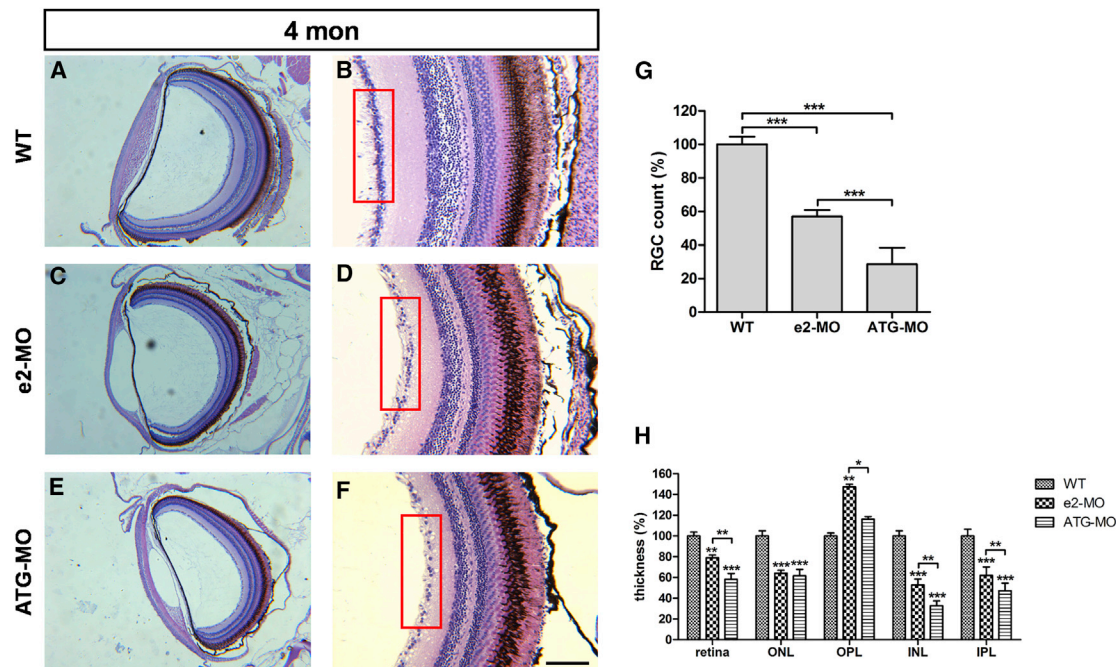 4 mon
A
B
WT
C
D
e2-MO
E
F
ATG-MO
G
RGC count (%)
120
100
80
60
40
20
0
***
***
***
WT
e2-MO
ATG-MO
H
thickness (%)
160
140
120
100
80
60
40
20
0
**
**
***
***
***
**
*
***
**
***
***
**
***
retina
ONL
OPL
INL
IPL
WT
e2-MO
ATG-MO